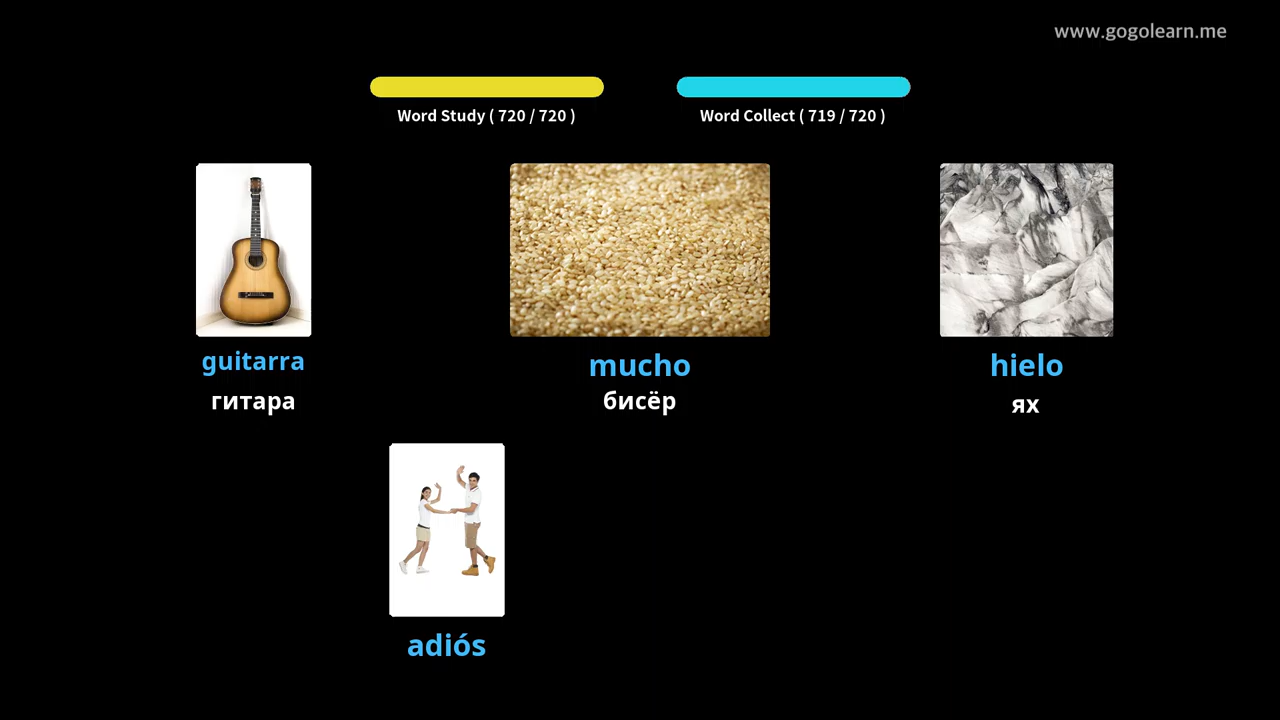 www.gogolearn.me
Word Study ( 720 / 720 )
Word Collect ( 719 / 720 )
guitarra
mucho
hielo
гитара
бисёр
ях
adiós